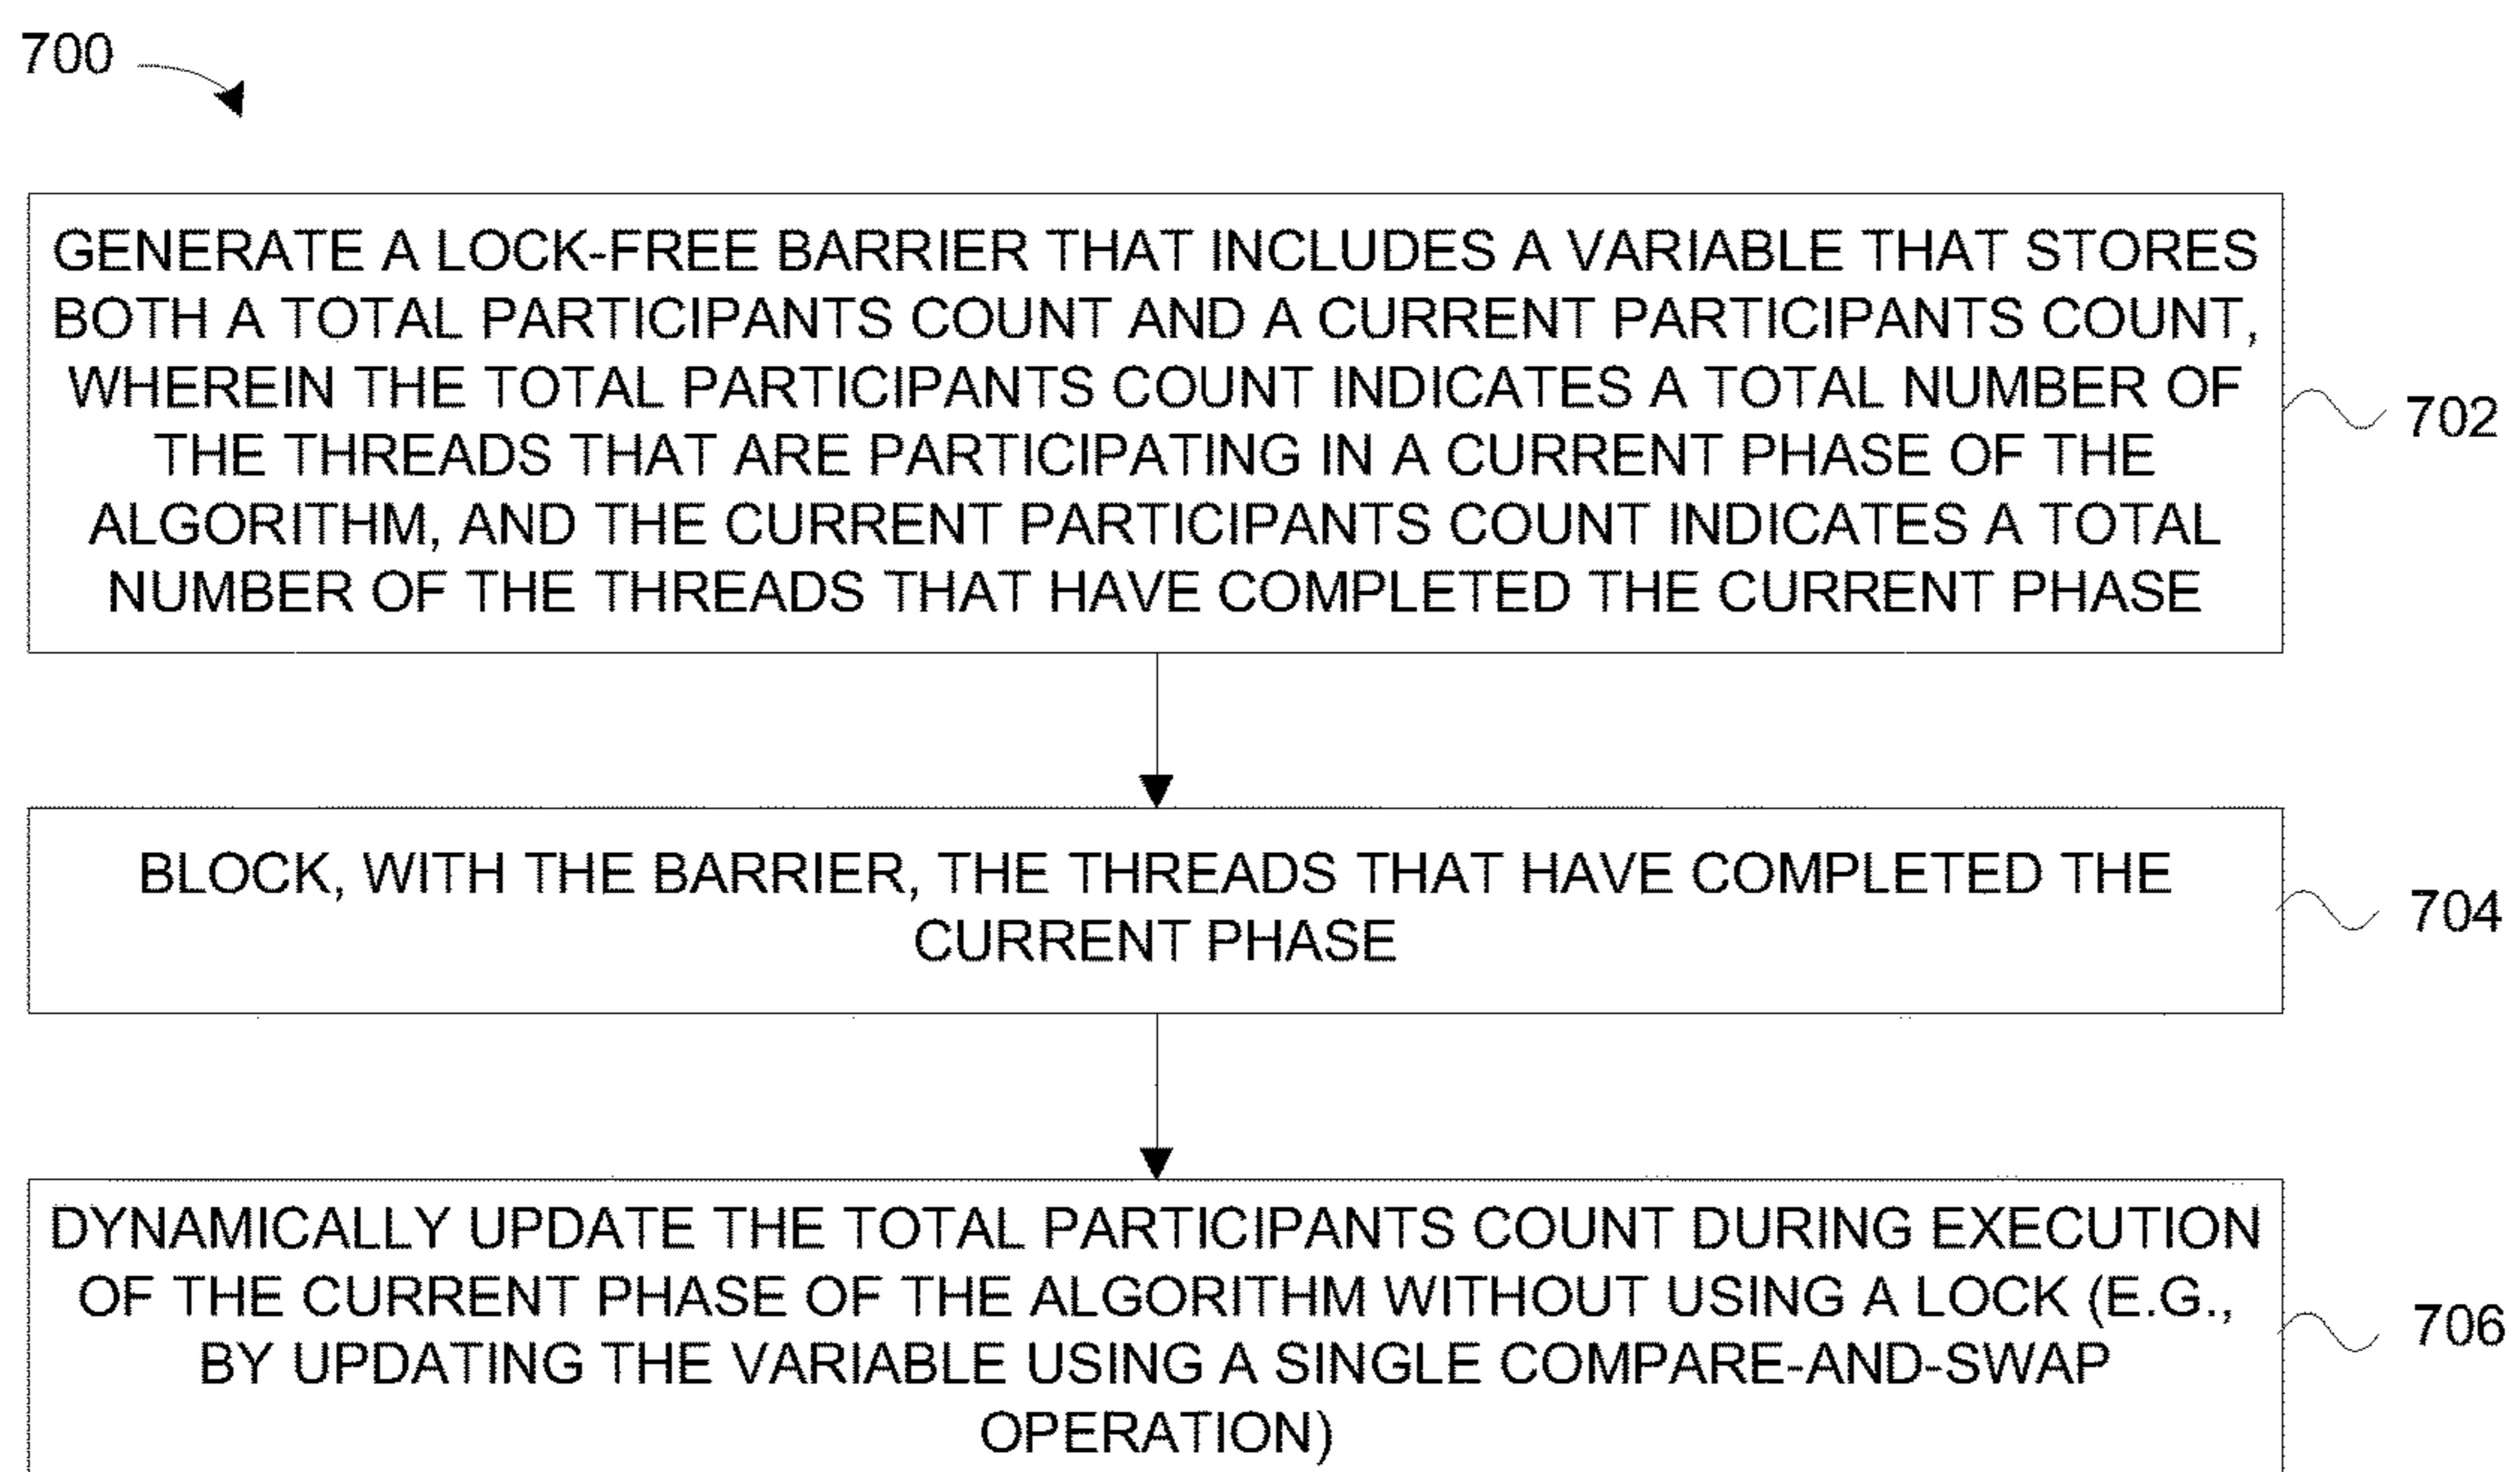 700
GENERATE A LOCK-FREE BARRIER THAT INCLUDES A VARIABLE THAT STORES
BOTH A TOTAL PARTICIPANTS COUNT AND A CURRENT PARTICIPANTS COUNT,
WHEREIN THE TOTAL PARTICIPANTS COUNT INDICATES A TOTAL NUMBER OF
THE THREADS THAT ARE PARTICIPATING IN A CURRENT PHASE OF THE
ALGORITHM, AND THE CURRENT PARTICIPANTS COUNT INDICATES A TOTAL
NUMBER OF THE THREADS THAT HAVE COMPLETED THE CURRENT PHASE
702
BLOCK, WITH THE BARRIER, THE THREADS THAT HAVE COMPLETED THE
CURRENT PHASE
704
DYNAMICALLY UPDATE THE TOTAL PARTICIPANTS COUNT DURING EXECUTION
OF THE CURRENT PHASE OF THE ALGORITHM WITHOUT USING A LOCK (E.G.,
BY UPDATING THE VARIABLE USING A SINGLE COMPARE-AND-SWAP
OPERATION)
706